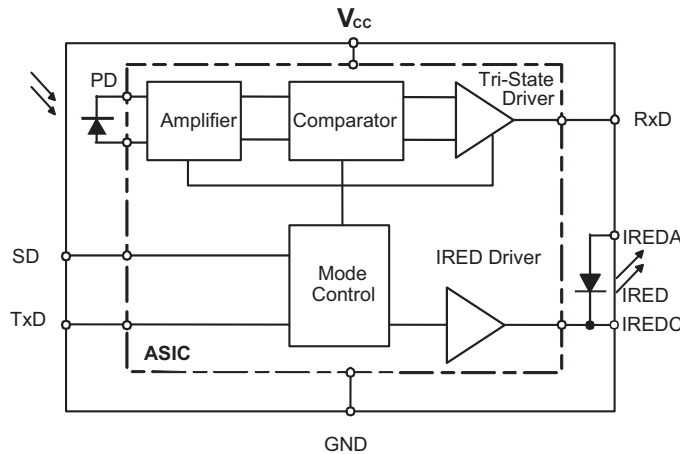 Vcc
PD
Tri-State
Driver
Amplifier
Comparator
RxD
SD
IREDA
IRED Driver
Mode
Control
IRED
TxD
IREDC
ASIC
GND